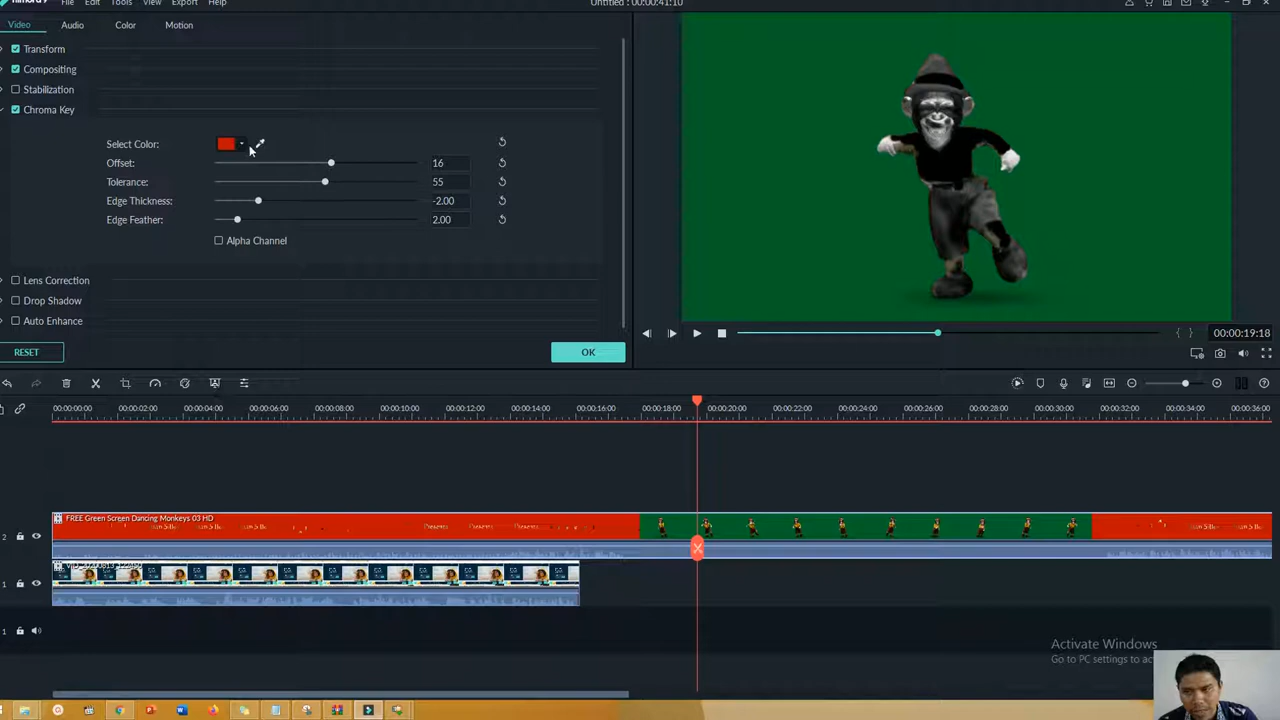 File Edit Tools View Export Help
Untitled : 00:00:41:10
Video Audio Color Motion
Transform
Compositing
Stabilization
Chroma Key
Select Color:
Offset: 16
Tolerance: 55
Edge Thickness: -2.00
Edge Feather: 2.00
Alpha Channel
Lens Correction
Drop Shadow
Auto Enhance
RESET
OK
00:00:19:18
00:00:00:00 00:00:02:00 00:00:04:00 00:00:06:00 00:00:08:00 00:00:10:00 00:00:12:00 00:00:14:00 00:00:16:00 00:00:18:00 00:00:20:00 00:00:22:00 00:00:24:00 00:00:26:00 00:00:28:00 00:00:30:00 00:00:32:00 00:00:34:00 00:00:36:00
FREE Green Screen Dancing Monkeys 03 HD
2
1
1
Activate Windows
Go to PC settings to